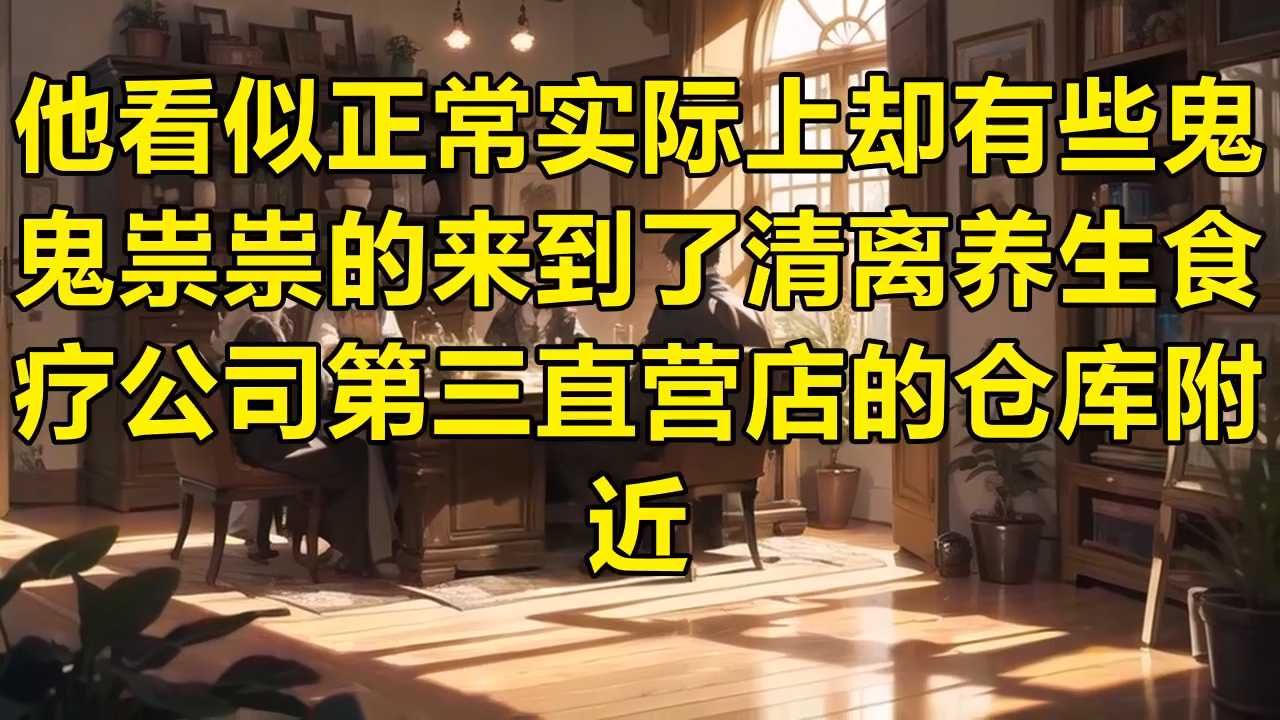 他看似正常实际上却有些鬼
鬼祟祟的来到了清离养生食
疗公司第三直营店的仓库附
近